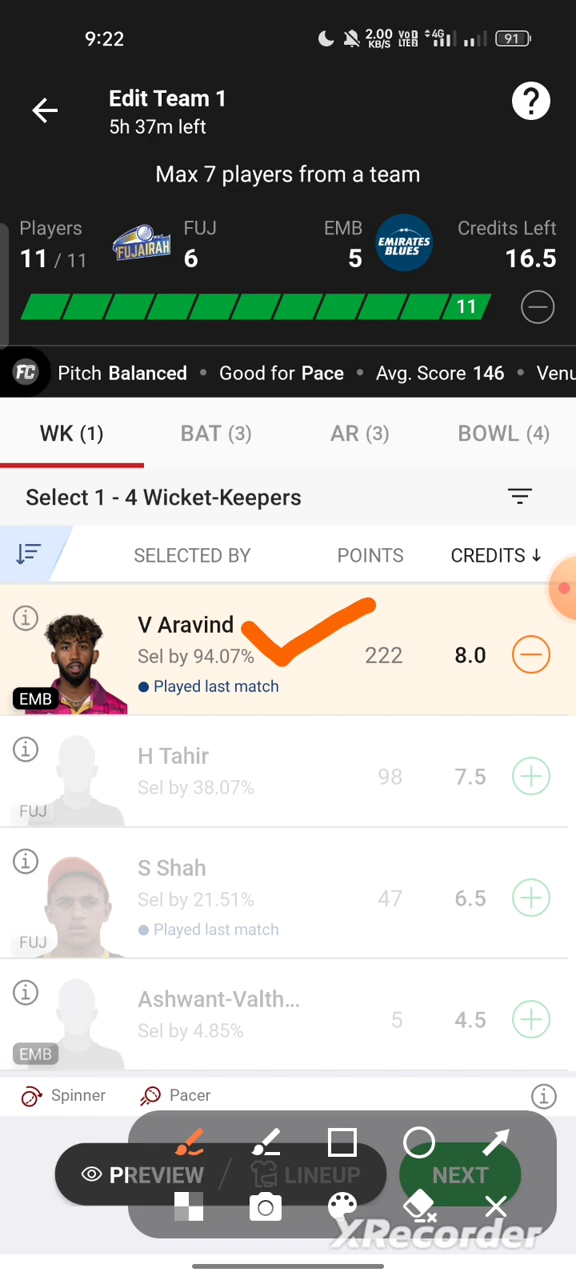 9:22
2.00 KB/S Vo LTE 4G 91
Edit Team 1
5h 37m left
?
Max 7 players from a team
Players FUJ EMB Credits Left
11 / 11 FUJAIRAH 6 5 EMIRATES BLUES 16.5
11
FC Pitch Balanced • Good for Pace • Avg. Score 146 • Venu
WK (1) BAT (3) AR (3) BOWL (4)
Select 1 - 4 Wicket-Keepers
SELECTED BY POINTS CREDITS ↓
V Aravind
Sel by 94.07% 222 8.0
Played last match
EMB
H Tahir
Sel by 38.07% 98 7.5
FUJ
S Shah
Sel by 21.51% 47 6.5
Played last match
FUJ
Ashwant-Valth...
Sel by 4.85% 5 4.5
EMB
Spinner Pacer
PREVIEW / LINEUP NEXT
XRecorder